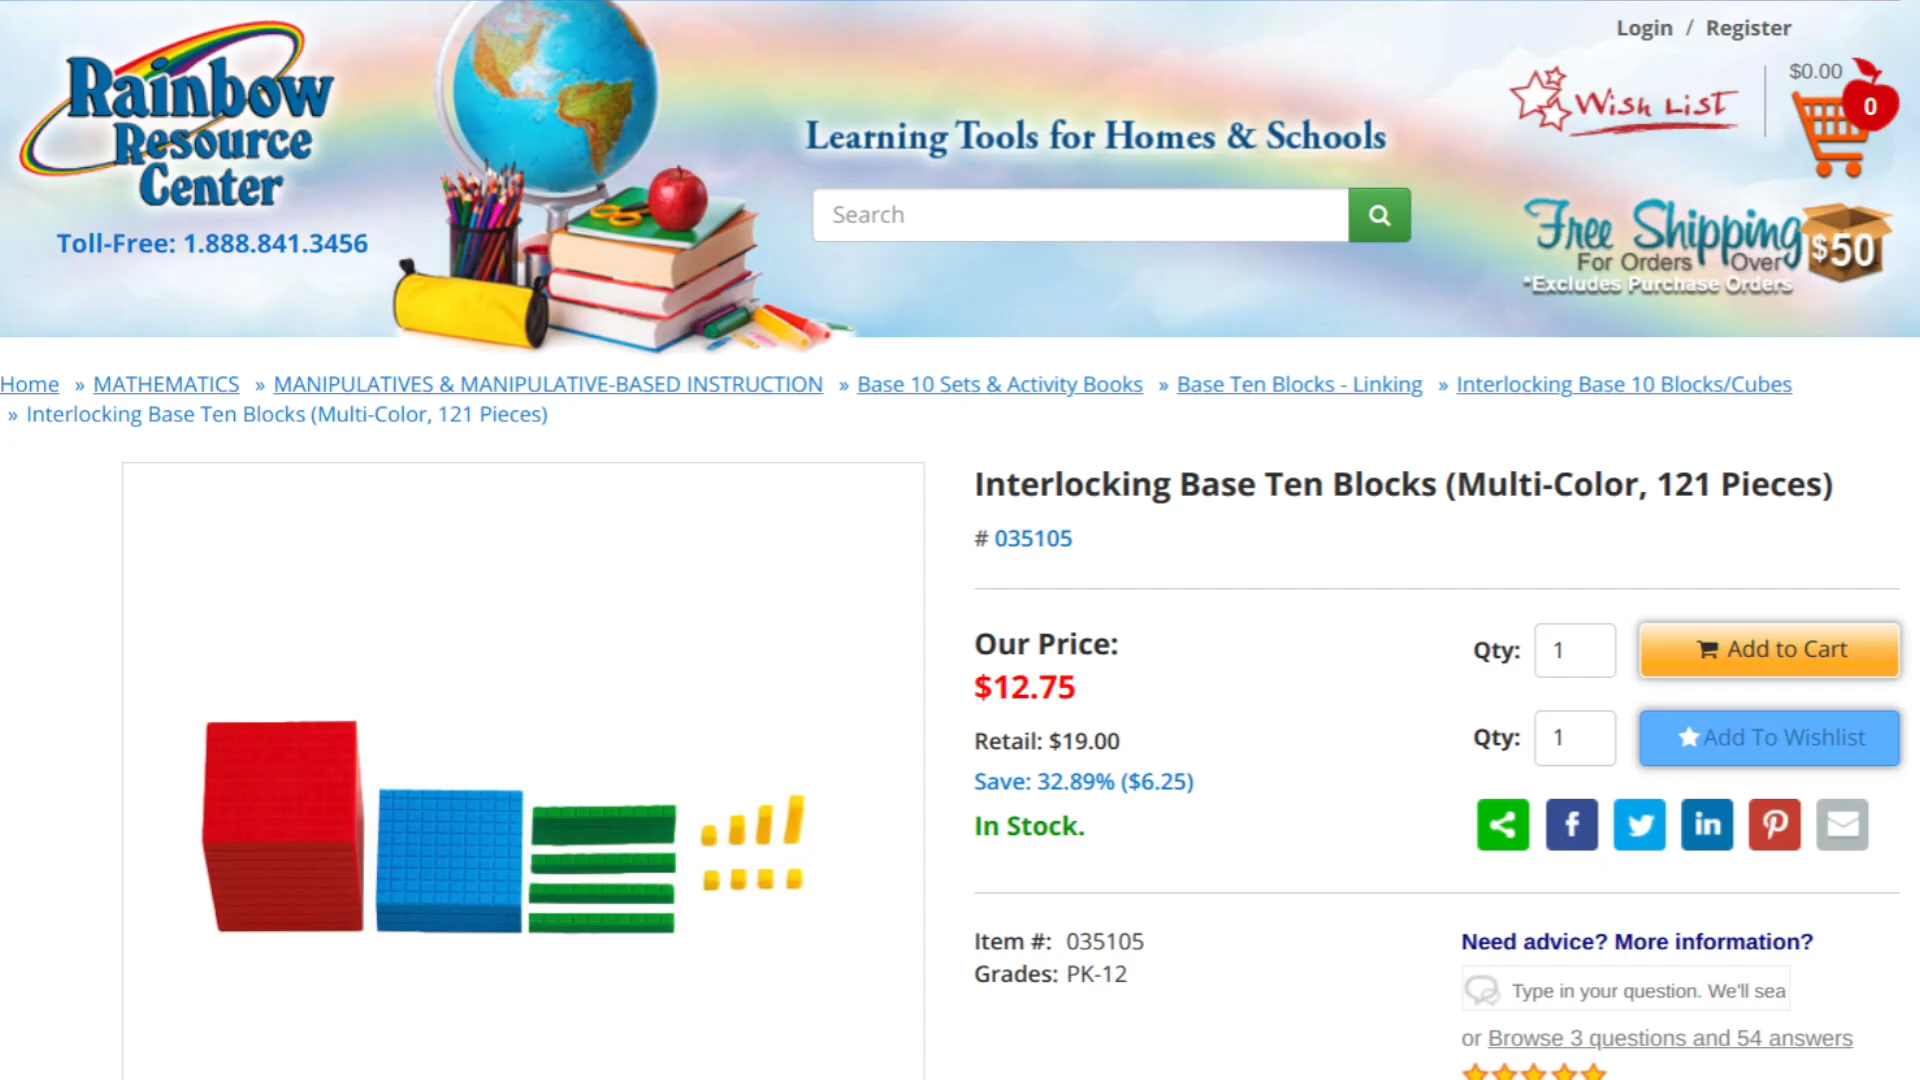 Login / Register
Rainbow
Resource
Center
Toll-Free: 1.888.841.3456
Learning Tools for Homes & Schools
Search
Wish List
$0.00
0
Free Shipping
For Orders Over
$50
*Excludes Purchase Orders
Home » MATHEMATICS » MANIPULATIVES & MANIPULATIVE-BASED INSTRUCTION » Base 10 Sets & Activity Books » Base Ten Blocks - Linking » Interlocking Base 10 Blocks/Cubes
» Interlocking Base Ten Blocks (Multi-Color, 121 Pieces)
Interlocking Base Ten Blocks (Multi-Color, 121 Pieces)
# 035105
Our Price:
$12.75
Retail: $19.00
Save: 32.89% ($6.25)
In Stock.
Qty: 1 Add to Cart
Qty: 1 Add To Wishlist
Item #: 035105
Grades: PK-12
Need advice? More information?
Type in your question. We'll sea
or Browse 3 questions and 54 answers